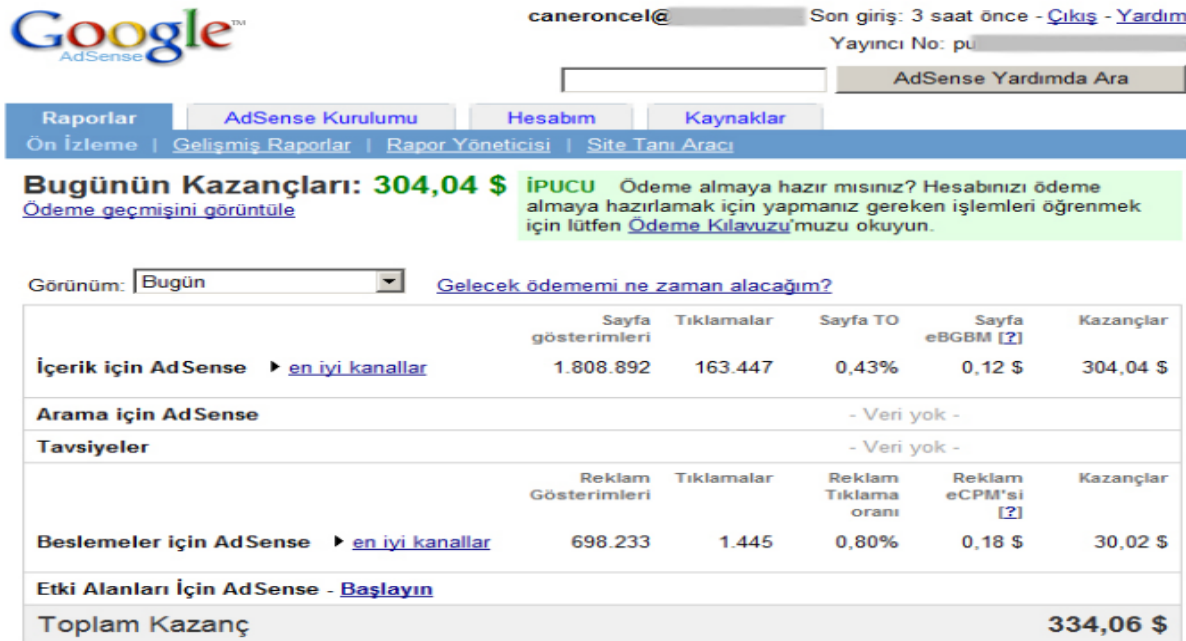 Google™
AdSense
caneroncel@ Son giriş: 3 saat önce - Çıkış - Yardım
Yayıncı No: pu
AdSense Yardımda Ara
Raporlar AdSense Kurulumu Hesabım Kaynaklar
Ön İzleme | Gelişmiş Raporlar | Rapor Yöneticisi | Site Tanı Aracı
Bugünün Kazançları: 304,04 $
Ödeme geçmişini görüntüle
İPUCU Ödeme almaya hazır mısınız? Hesabınızı ödeme
almaya hazırlamak için yapmanız gereken işlemleri öğrenmek
için lütfen Ödeme Kılavuzu'muzu okuyun.
Görünüm: Bugün Gelecek ödememi ne zaman alacağım?
Sayfa gösterimleri Tıklamalar Sayfa TO Sayfa eBGBM [?] Kazançlar
İçerik için AdSense en iyi kanallar 1.808.892 163.447 0,43% 0,12 $ 304,04 $
Arama için AdSense - Veri yok -
Tavsiyeler - Veri yok -
Reklam Gösterimleri Tıklamalar Reklam Tıklama oranı Reklam eCPM'si [?] Kazançlar
Beslemeler için AdSense en iyi kanallar 698.233 1.445 0,80% 0,18 $ 30,02 $
Etki Alanları İçin AdSense - Başlayın
Toplam Kazanç 334,06 $